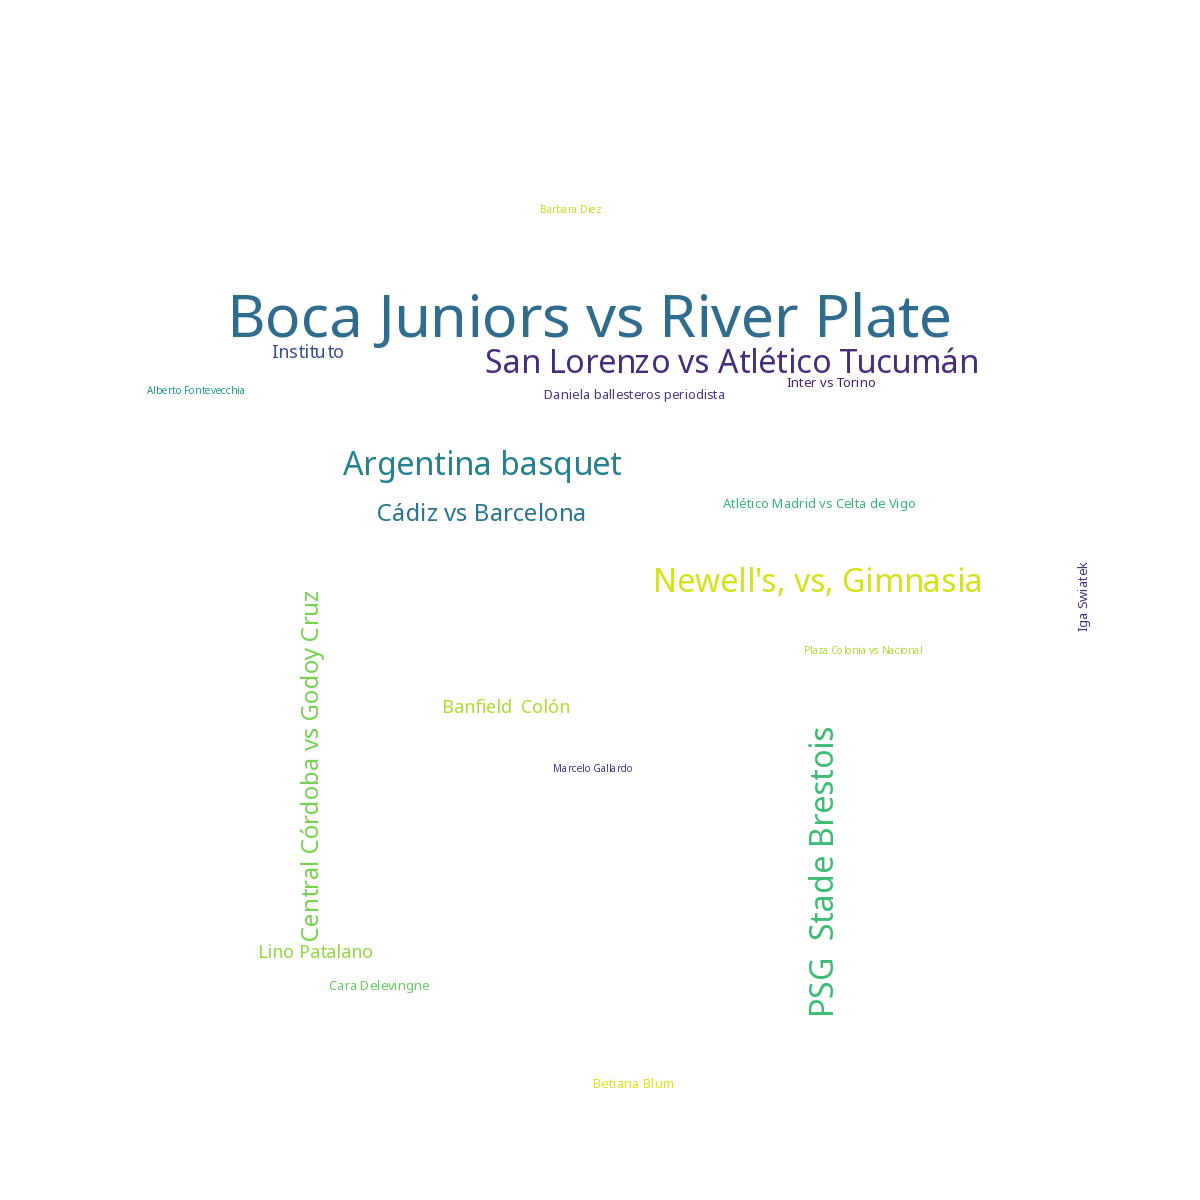 Barbara Diez
Boca Juniors vs River Plate
Instituto
San Lorenzo vs Atlético Tucumán
Inter vs Torino
Alberto Fontevecchia
Daniela ballesteros periodista
Argentina basquet
Cádiz vs Barcelona
Atlético Madrid vs Celta de Vigo
Newell's, vs, Gimnasia
Iga Swiatek
Central Córdoba vs Godoy Cruz
Plaza Colonia vs Nacional
Banfield  Colón
Marcelo Gallardo
PSG  Stade Brestois
Lino Patalano
Cara Delevingne
Betiana Blum